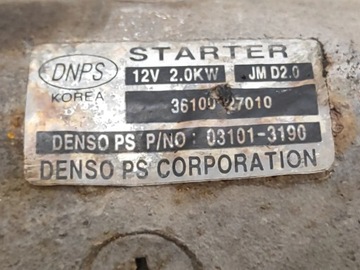 STARTER
DNPS
12V 2.0KW JM D2.0
KOREA
36100-27010
DENSO PS P/NO : 03101-3190
DENSO PS CORPORATION